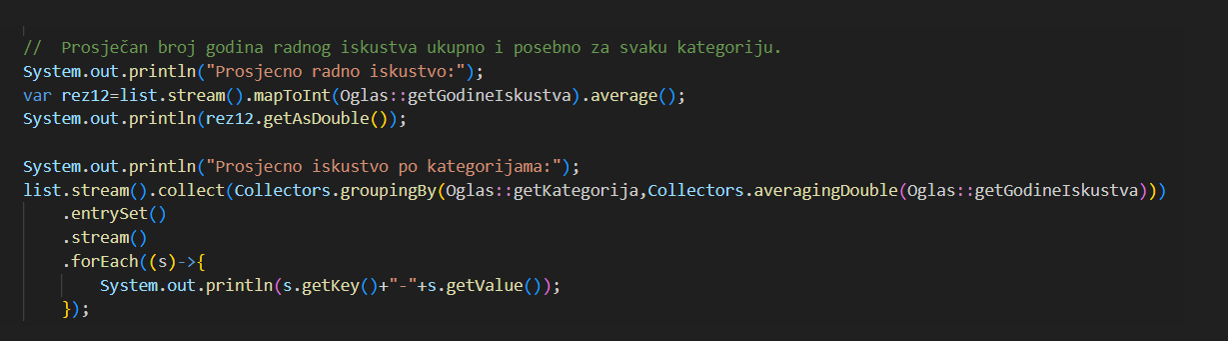 //  Prosječan broj godina radnog iskustva ukupno i posebno za svaku kategoriju.
System.out.println("Prosjecno radno iskustvo:");
var rez12=list.stream().mapToInt(Oglas::getGodineIskustva).average();
System.out.println(rez12.getAsDouble());
System.out.println("Prosjecno iskustvo po kategorijama:");
list.stream().collect(Collectors.groupingBy(Oglas::getKategorija,Collectors.averagingDouble(Oglas::getGodineIskustva)))
    .entrySet()
    .stream()
    .forEach((s)->{
        System.out.println(s.getKey()+"-"+s.getValue());
    });